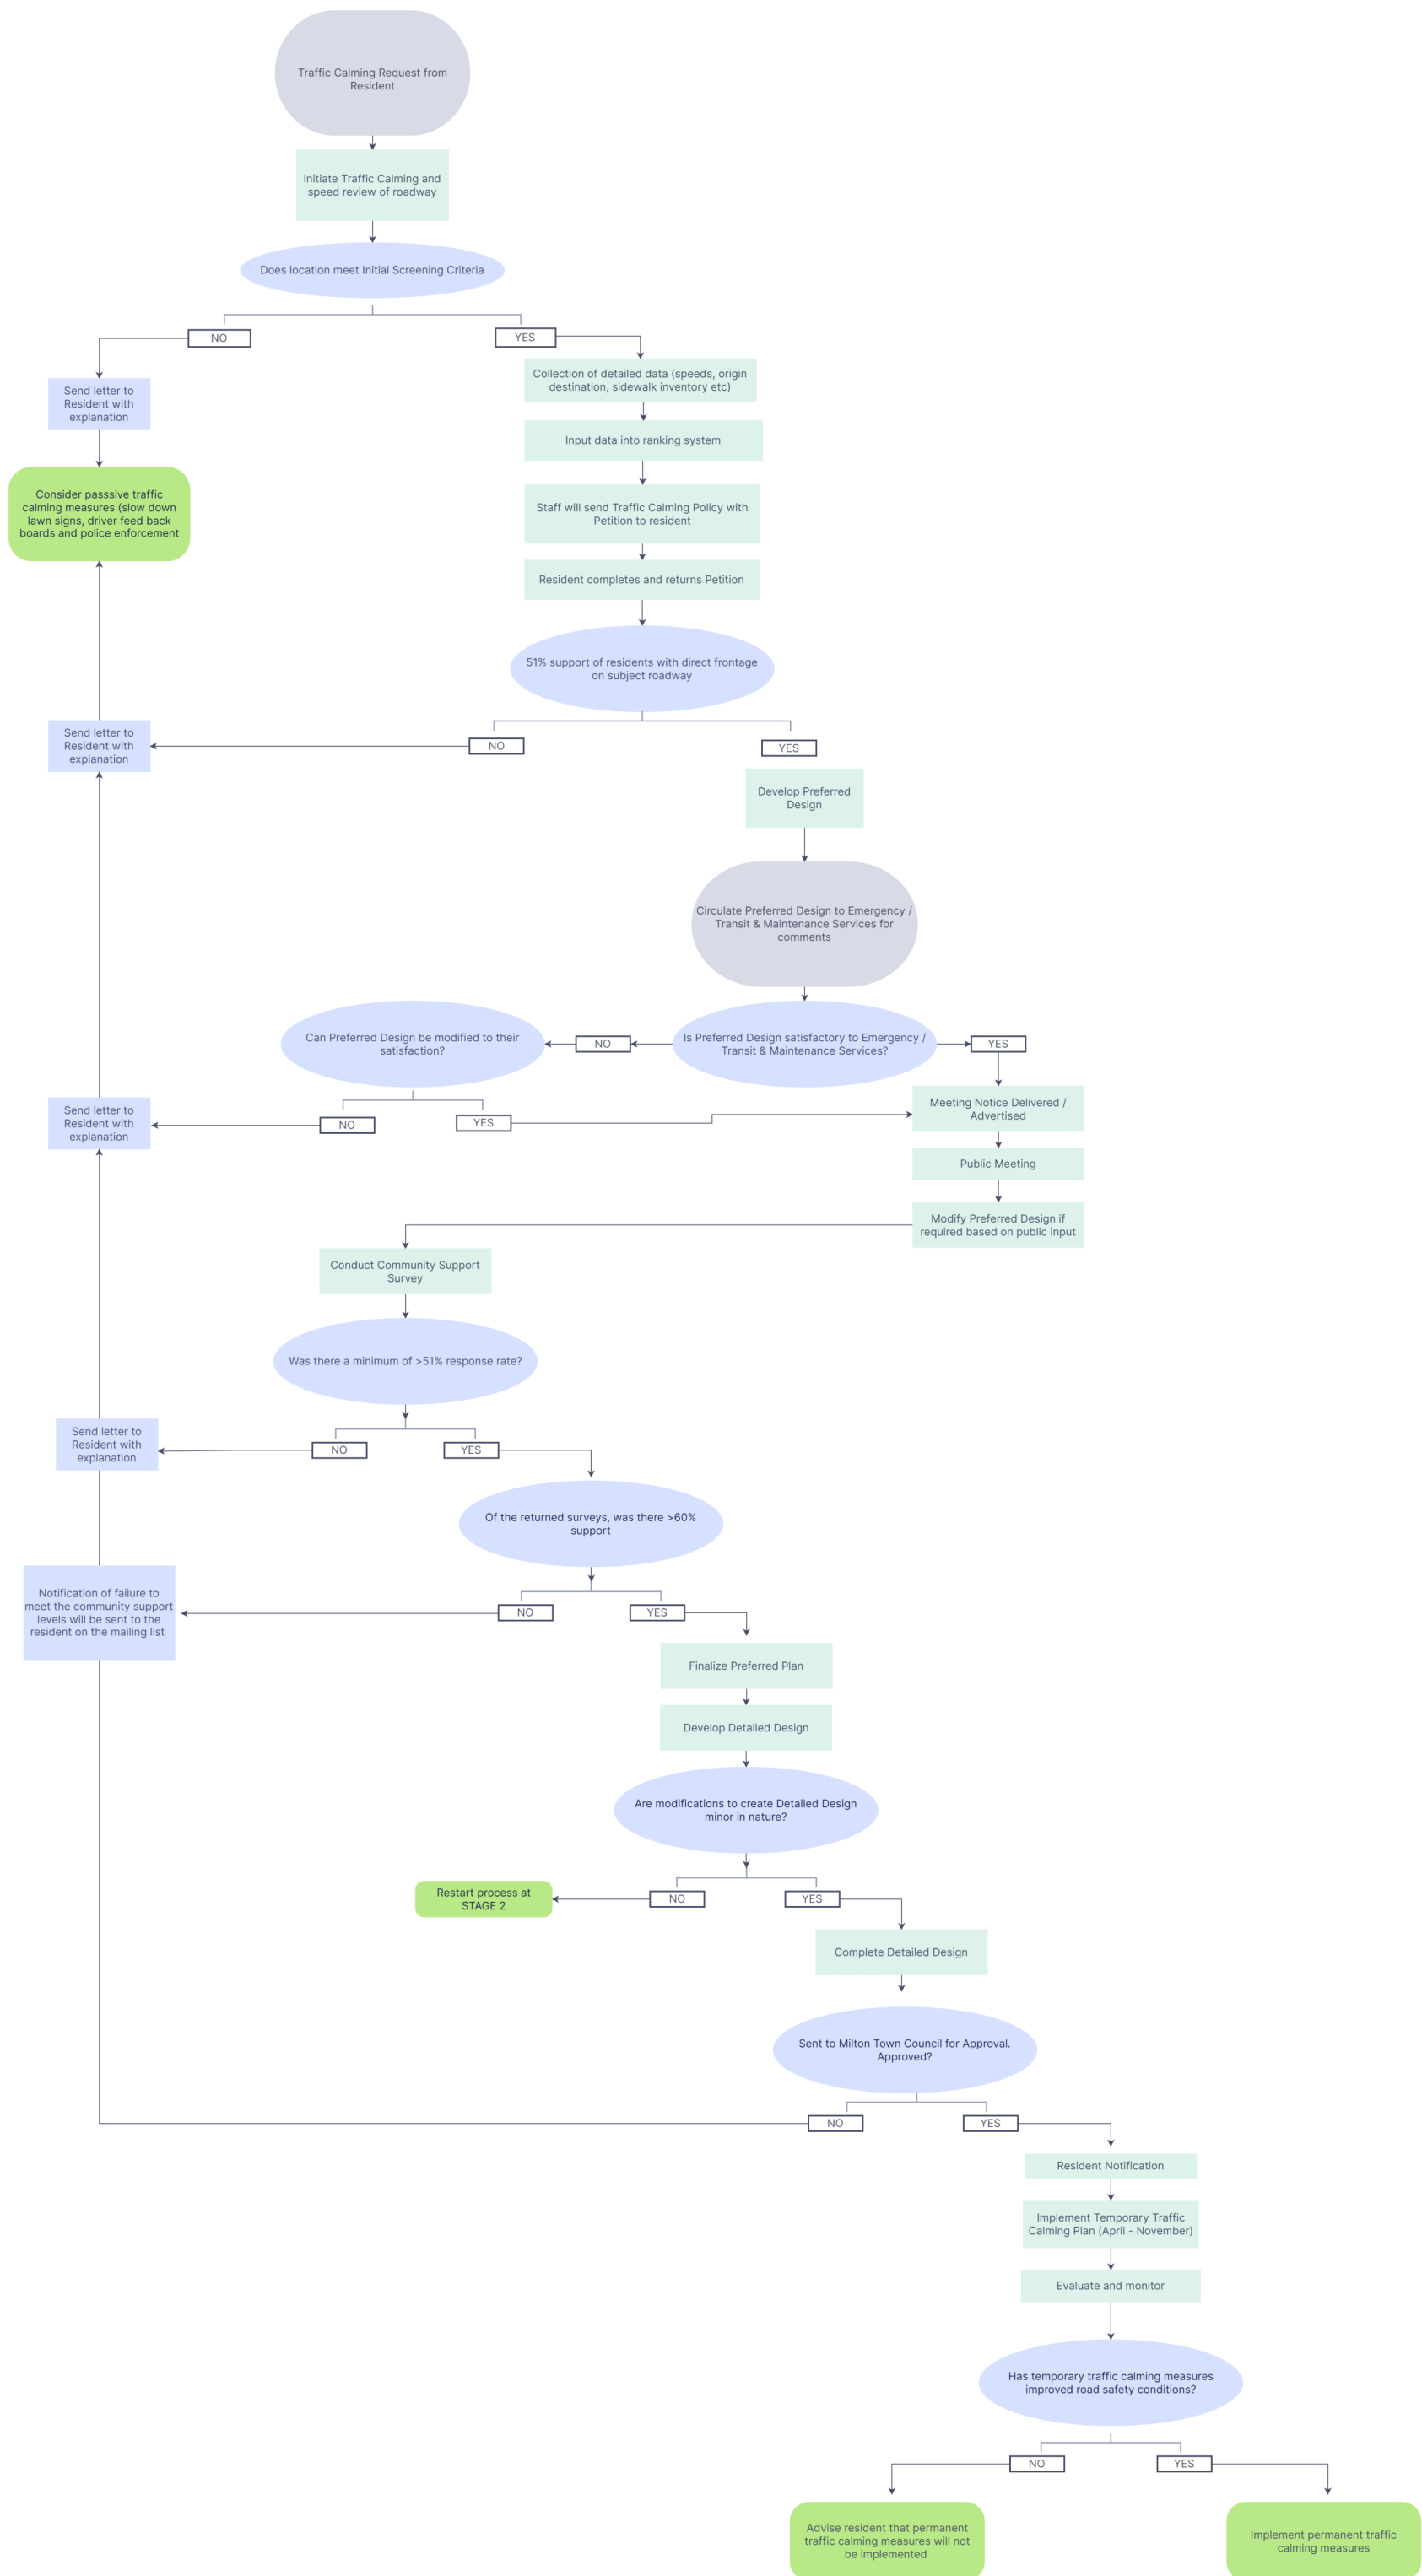 Traffic Calming Request from
Resident
Initiate Traffic Calming and
speed review of roadway
Does location meet Initial Screening Criteria
NO
YES
Send letter to
Resident with
explanation
Collection of detailed data (speeds, origin
destination, sidewalk inventory etc)
Input data into ranking system
Consider passsive traffic
calming measures (slow down
lawn signs, driver feed back
boards and police enforcement
Staff will send Traffic Calming Policy with
Petition to resident
Resident completes and returns Petition
51% support of residents with direct frontage
on subject roadway
Send letter to
Resident with
explanation
NO
YES
Develop Preferred
Design
Circulate Preferred Design to Emergency /
Transit & Maintenance Services for
comments
Can Preferred Design be modified to their
satisfaction?
NO
Is Preferred Design satisfactory to Emergency /
Transit & Maintenance Services?
YES
Send letter to
Resident with
explanation
NO
YES
Meeting Notice Delivered /
Advertised
Public Meeting
Modify Preferred Design if
required based on public input
Conduct Community Support
Survey
Was there a minimum of >51% response rate?
Send letter to
Resident with
explanation
NO
YES
Of the returned surveys, was there >60%
support
Notification of failure to
meet the community support
levels will be sent to the
resident on the mailing list
NO
YES
Finalize Preferred Plan
Develop Detailed Design
Are modifications to create Detailed Design
minor in nature?
Restart process at
STAGE 2
NO
YES
Complete Detailed Design
Sent to Milton Town Council for Approval.
Approved?
NO
YES
Resident Notification
Implement Temporary Traffic
Calming Plan (April - November)
Evaluate and monitor
Has temporary traffic calming measures
improved road safety conditions?
NO
YES
Advise resident that permanent
traffic calming measures will not
be implemented
Implement permanent traffic
calming measures